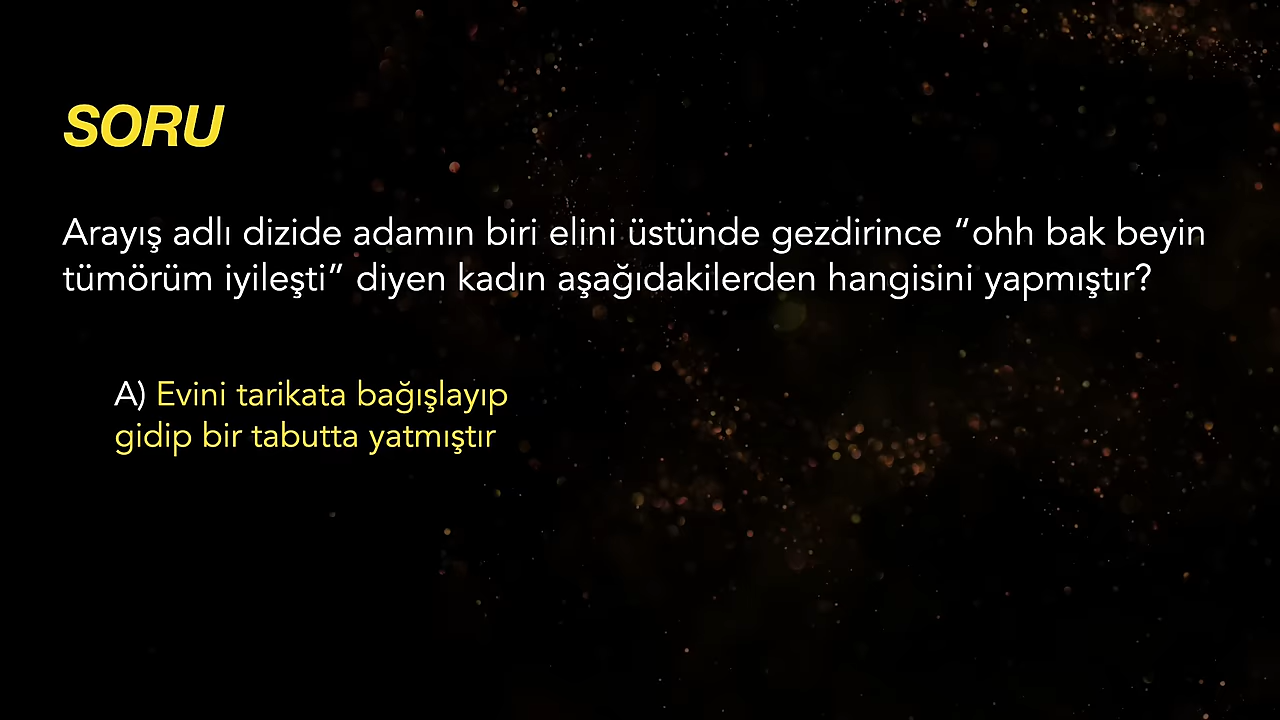 SORU
Arayış adlı dizide adamın biri elini üstünde gezdirince “ohh bak beyin
tümörüm iyileşti” diyen kadın aşağıdakilerden hangisini yapmıştır?
A) Evini tarikata bağışlayıp
gidip bir tabutta yatmıştır